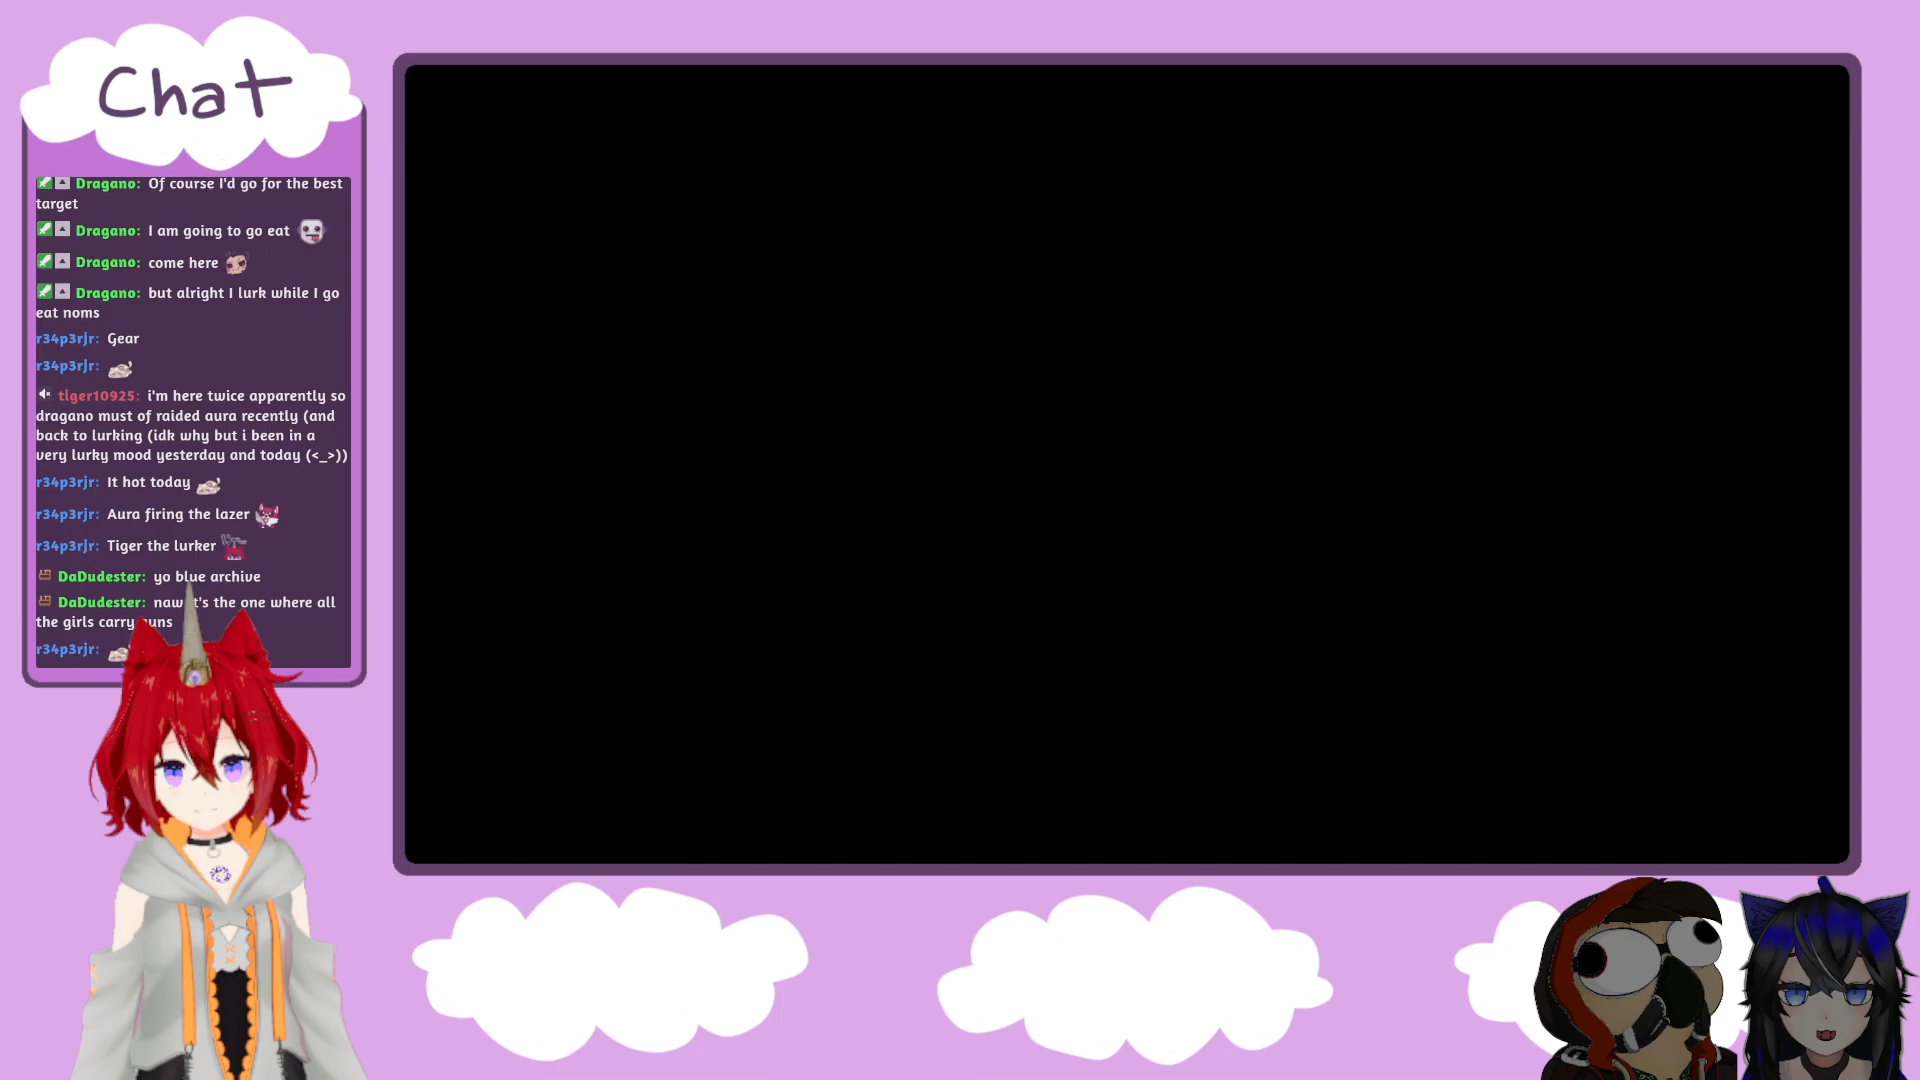 Chat
Dragano: Of course I'd go for the best
target
Dragano: I am going to go eat
Dragano: come here
Dragano: but alright I lurk while I go
eat noms
r34p3rjr: Gear
r34p3rjr:
tlger10925: i'm here twice apparently so
dragano must of raided aura recently (and
back to lurking (idk why but i been in a
very lurky mood yesterday and today (<_>))
r34p3rjr: It hot today
r34p3rjr: Aura firing the lazer
r34p3rjr: Tiger the lurker
DaDudester: yo blue archive
DaDudester: naw it's the one where all
the girls carry guns
r34p3rjr: